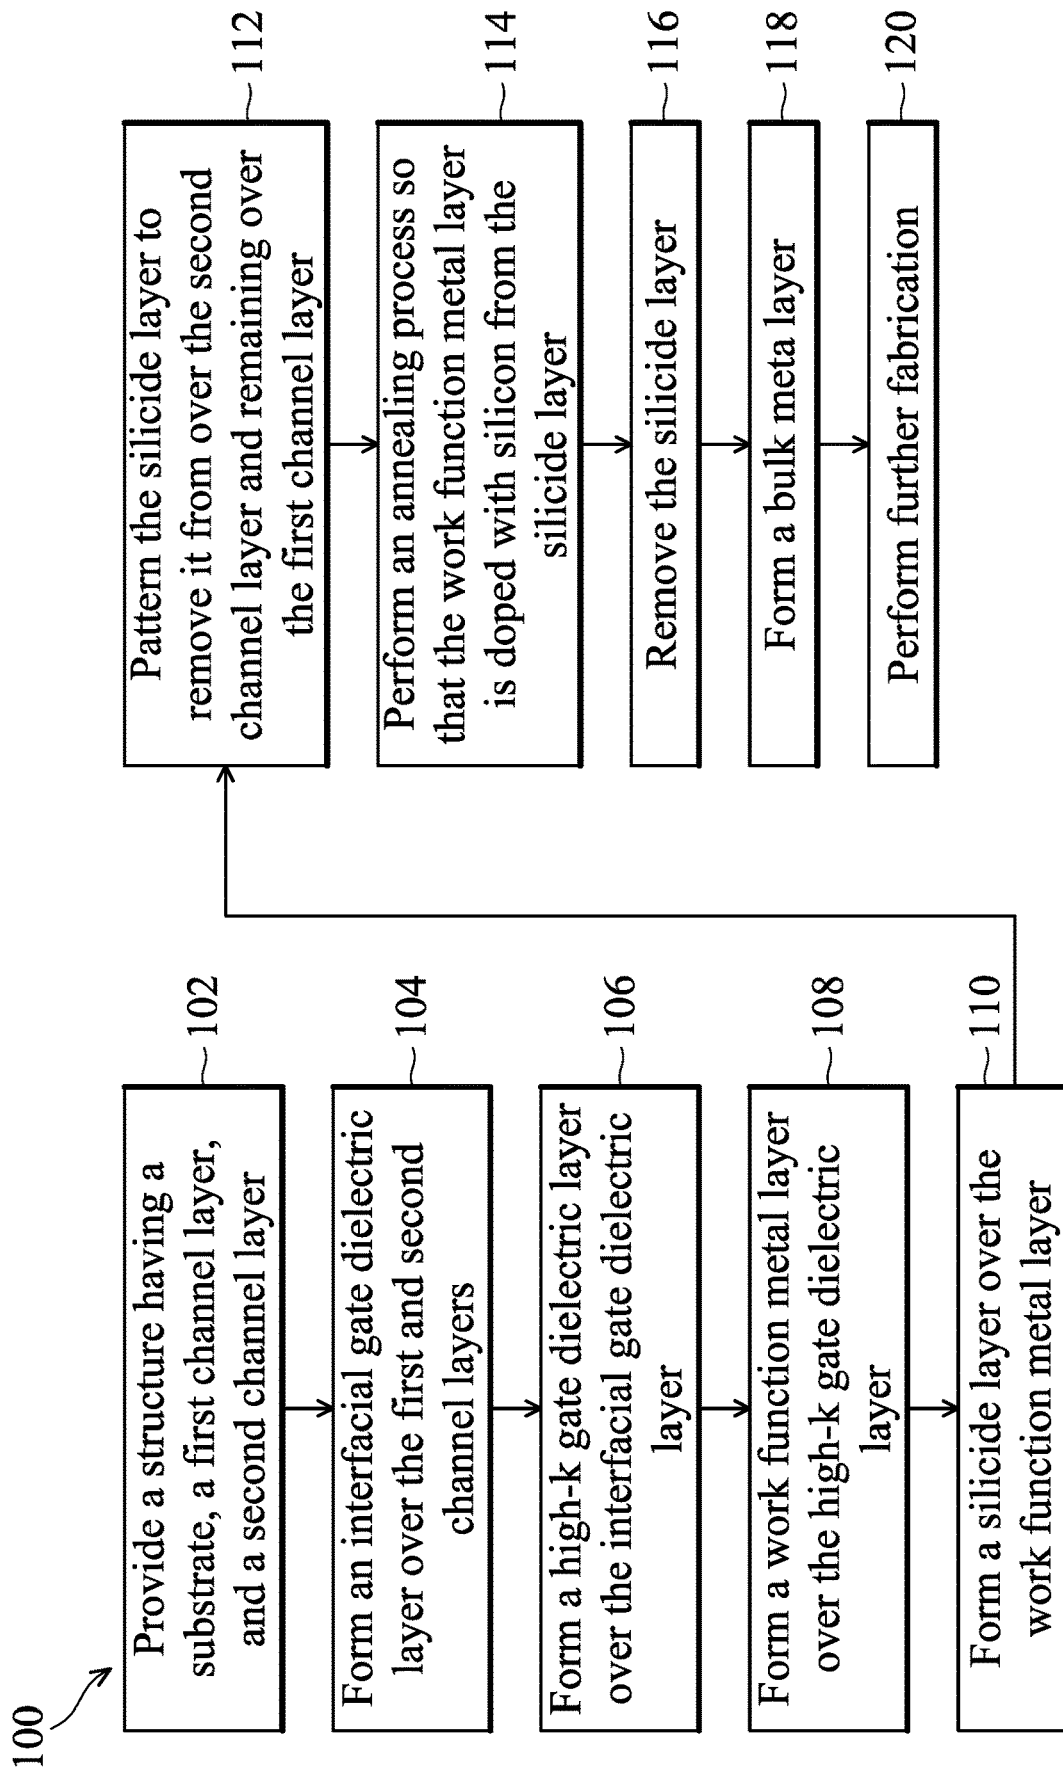 100
Provide a structure having a
substrate, a first channel layer,
and a second channel layer
102
Form an interfacial gate dielectric
layer over the first and second
channel layers
104
Form a high-k gate dielectric layer
over the interfacial gate dielectric
layer
106
Form a work function metal layer
over the high-k gate dielectric
layer
108
Form a silicide layer over the
work function metal layer
110
Pattern the silicide layer to
remove it from over the second
channel layer and remaining over
the first channel layer
112
Perform an annealing process so
that the work function metal layer
is doped with silicon from the
silicide layer
114
Remove the silicide layer
116
Form a bulk meta layer
118
Perform further fabrication
120